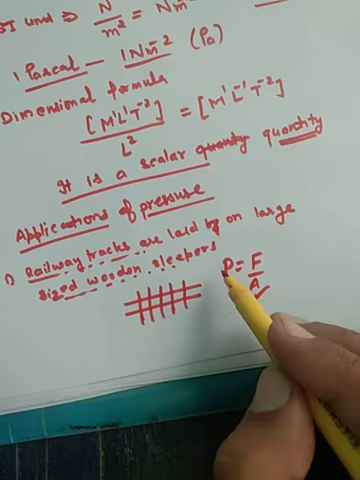 SI unit ⇒ N/m² = Nm⁻²
1 Pascal – 1Nm⁻² (Pa)
Dimensional formula
[M¹L¹T⁻²]/L² = [M¹L⁻¹T⁻²]
It is a scalar quanty quantity
Applications of pressure
1) Railway tracks are laid by on large
sized wooden sleepers
P = F/A